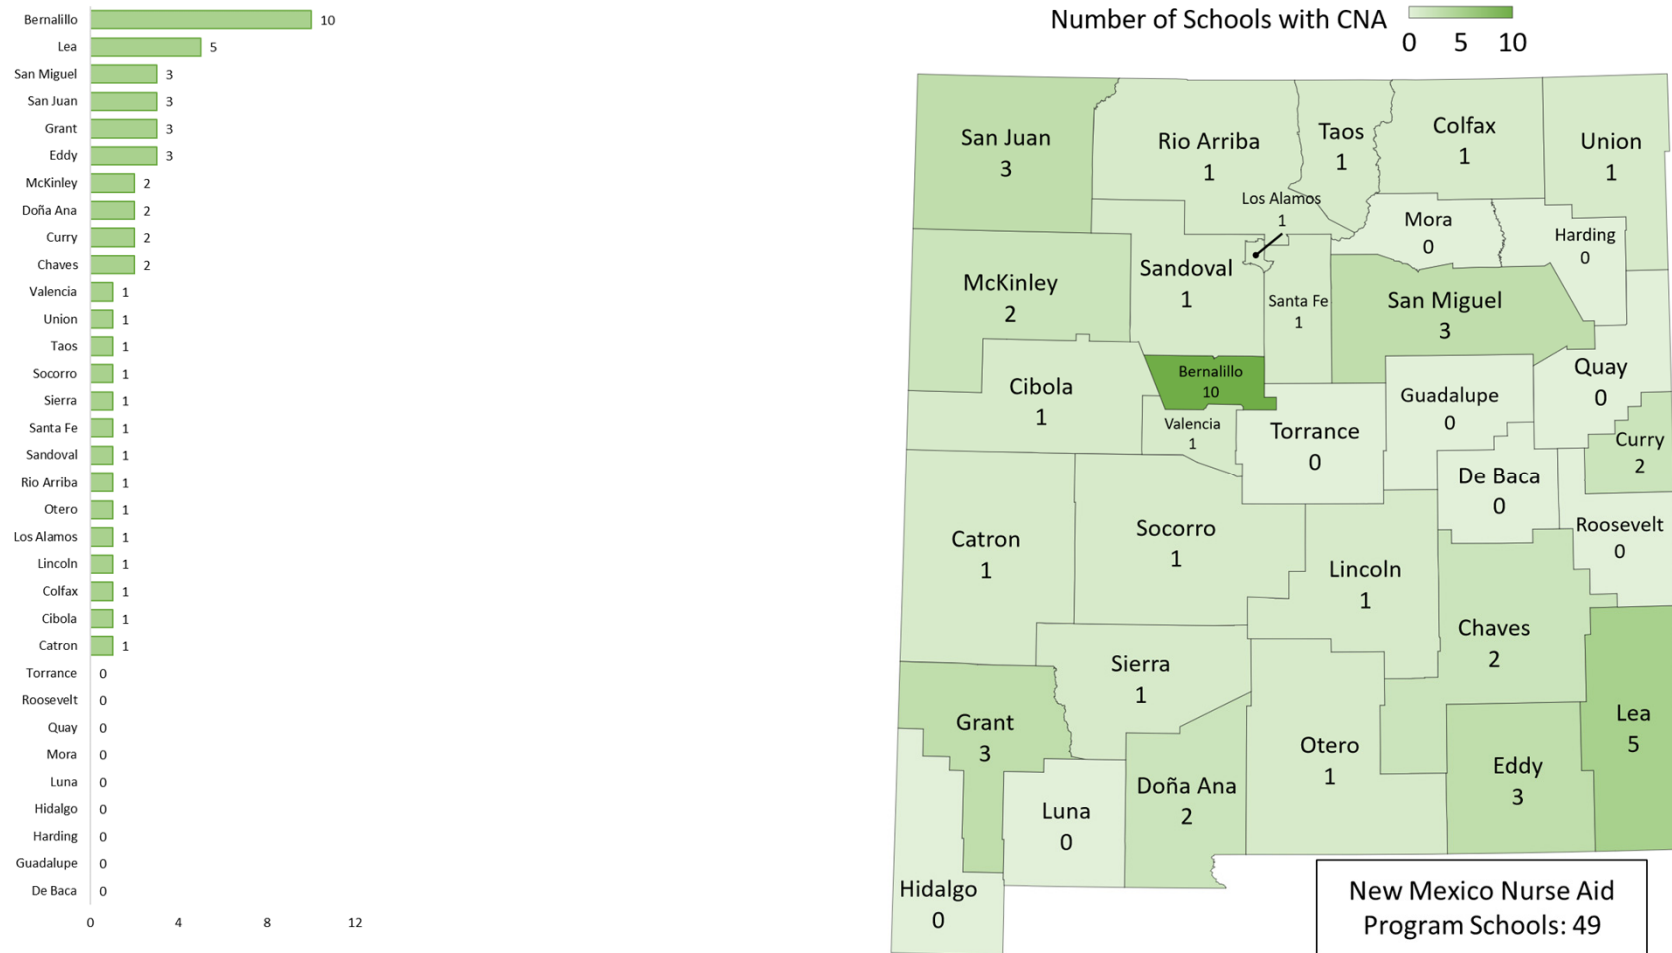 Bernalillo 10
Lea 5
San Miguel 3
San Juan 3
Grant 3
Eddy 3
McKinley 2
Doña Ana 2
Curry 2
Chaves 2
Valencia 1
Union 1
Taos 1
Socorro 1
Sierra 1
Santa Fe 1
Sandoval 1
Rio Arriba 1
Otero 1
Los Alamos 1
Lincoln 1
Colfax 1
Cibola 1
Catron 1
Torrance 0
Roosevelt 0
Quay 0
Mora 0
Luna 0
Hidalgo 0
Harding 0
Guadalupe 0
De Baca 0
0 4 8 12
Number of Schools with CNA
0 5 10
San Juan
3
Rio Arriba
1
Taos
1
Colfax
1
Union
1
Los Alamos
1
Mora
0
Harding
0
McKinley
2
Sandoval
1
Santa Fe
1
San Miguel
3
Quay
0
Cibola
1
Bernalillo
10
Valencia
1
Torrance
0
Guadalupe
0
Curry
2
De Baca
0
Roosevelt
0
Catron
1
Socorro
1
Lincoln
1
Chaves
2
Sierra
1
Grant
3
Otero
1
Lea
5
Eddy
3
Doña Ana
2
Luna
0
Hidalgo
0
New Mexico Nurse Aid
Program Schools: 49